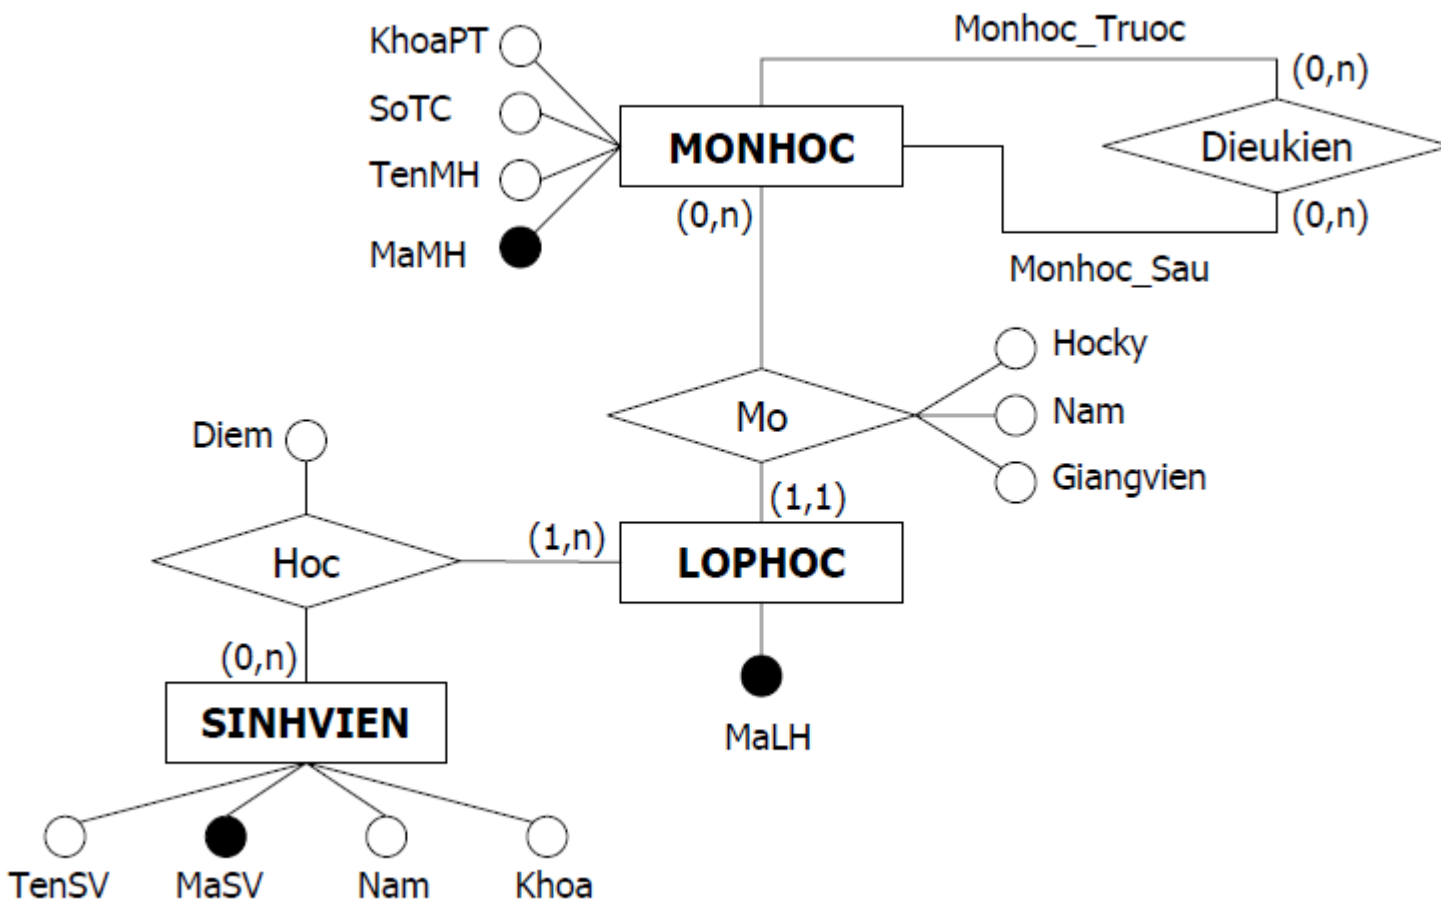 Monhoc_Truoc
KhoaPT
(0,n)
SoTC
MONHOC
Dieukien
TenMH
(0,n)
(0,n)
MaMH
Monhoc_Sau
Hocky
Nam
Mo
Diem
Giangvien
(1,1)
(1,n)
Hoc
LOPHOC
(0,n)
SINHVIEN
MaLH
TenSV
MaSV
Nam
Khoa